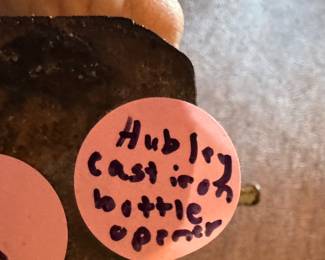 Hubley
cast iron
bottle
opener